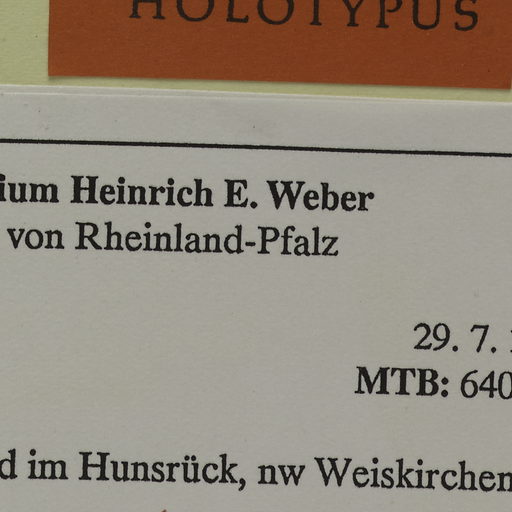 HOLOTYPUS
ium Heinrich E. Weber
von Rheinland-Pfalz
29. 7.
MTB: 640
d im Hunsrück, nw Weiskirchen